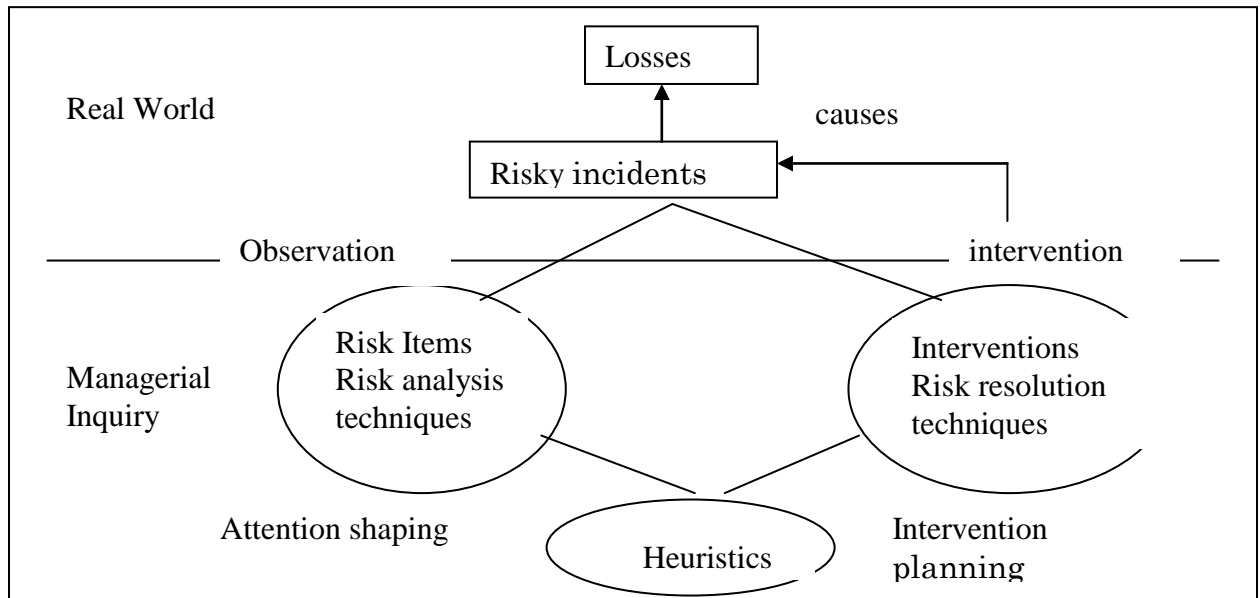 Losses
Real World
causes
Risky incidents
Observation
intervention
Risk Items
Risk analysis
techniques
Interventions
Risk resolution
techniques
Managerial
Inquiry
Attention shaping
Intervention
planning
Heuristics